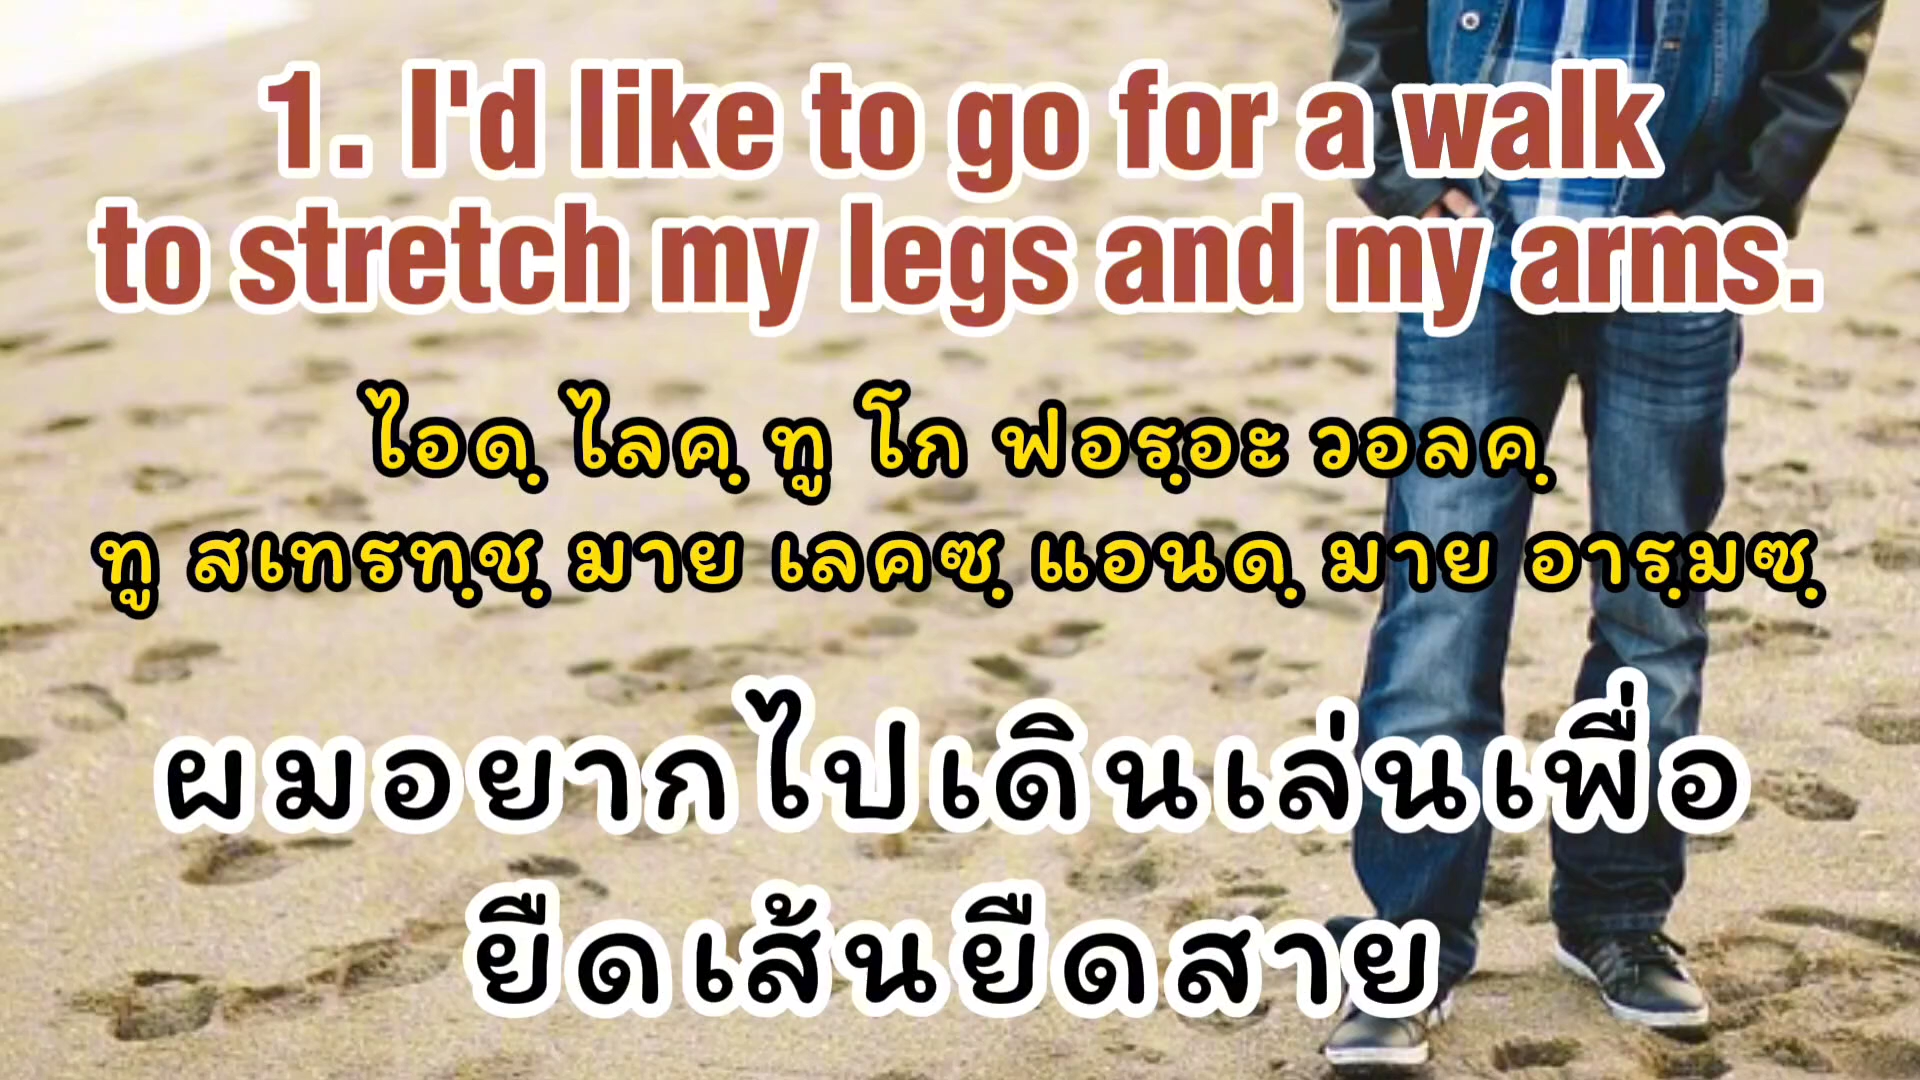 1. I'd like to go for a walk
to stretch my legs and my arms.
ไอดฺ ไลคฺ ทู โก ฟอรฺอะ วอลคฺ
ทู สเทรทฺชฺ มาย เลคซฺ แอนดฺ มาย อารฺมซฺ
ผมอยากไปเดินเล่นเพื่อ
ยืดเส้นยืดสาย